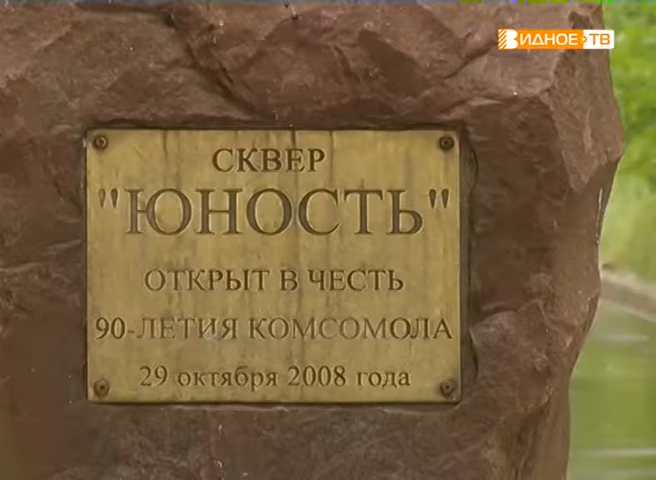 ВИДНОЕ ТВ
СКВЕР
"ЮНОСТЬ"
ОТКРЫТ В ЧЕСТЬ
90-ЛЕТИЯ КОМСОМОЛА
29 октября 2008 года